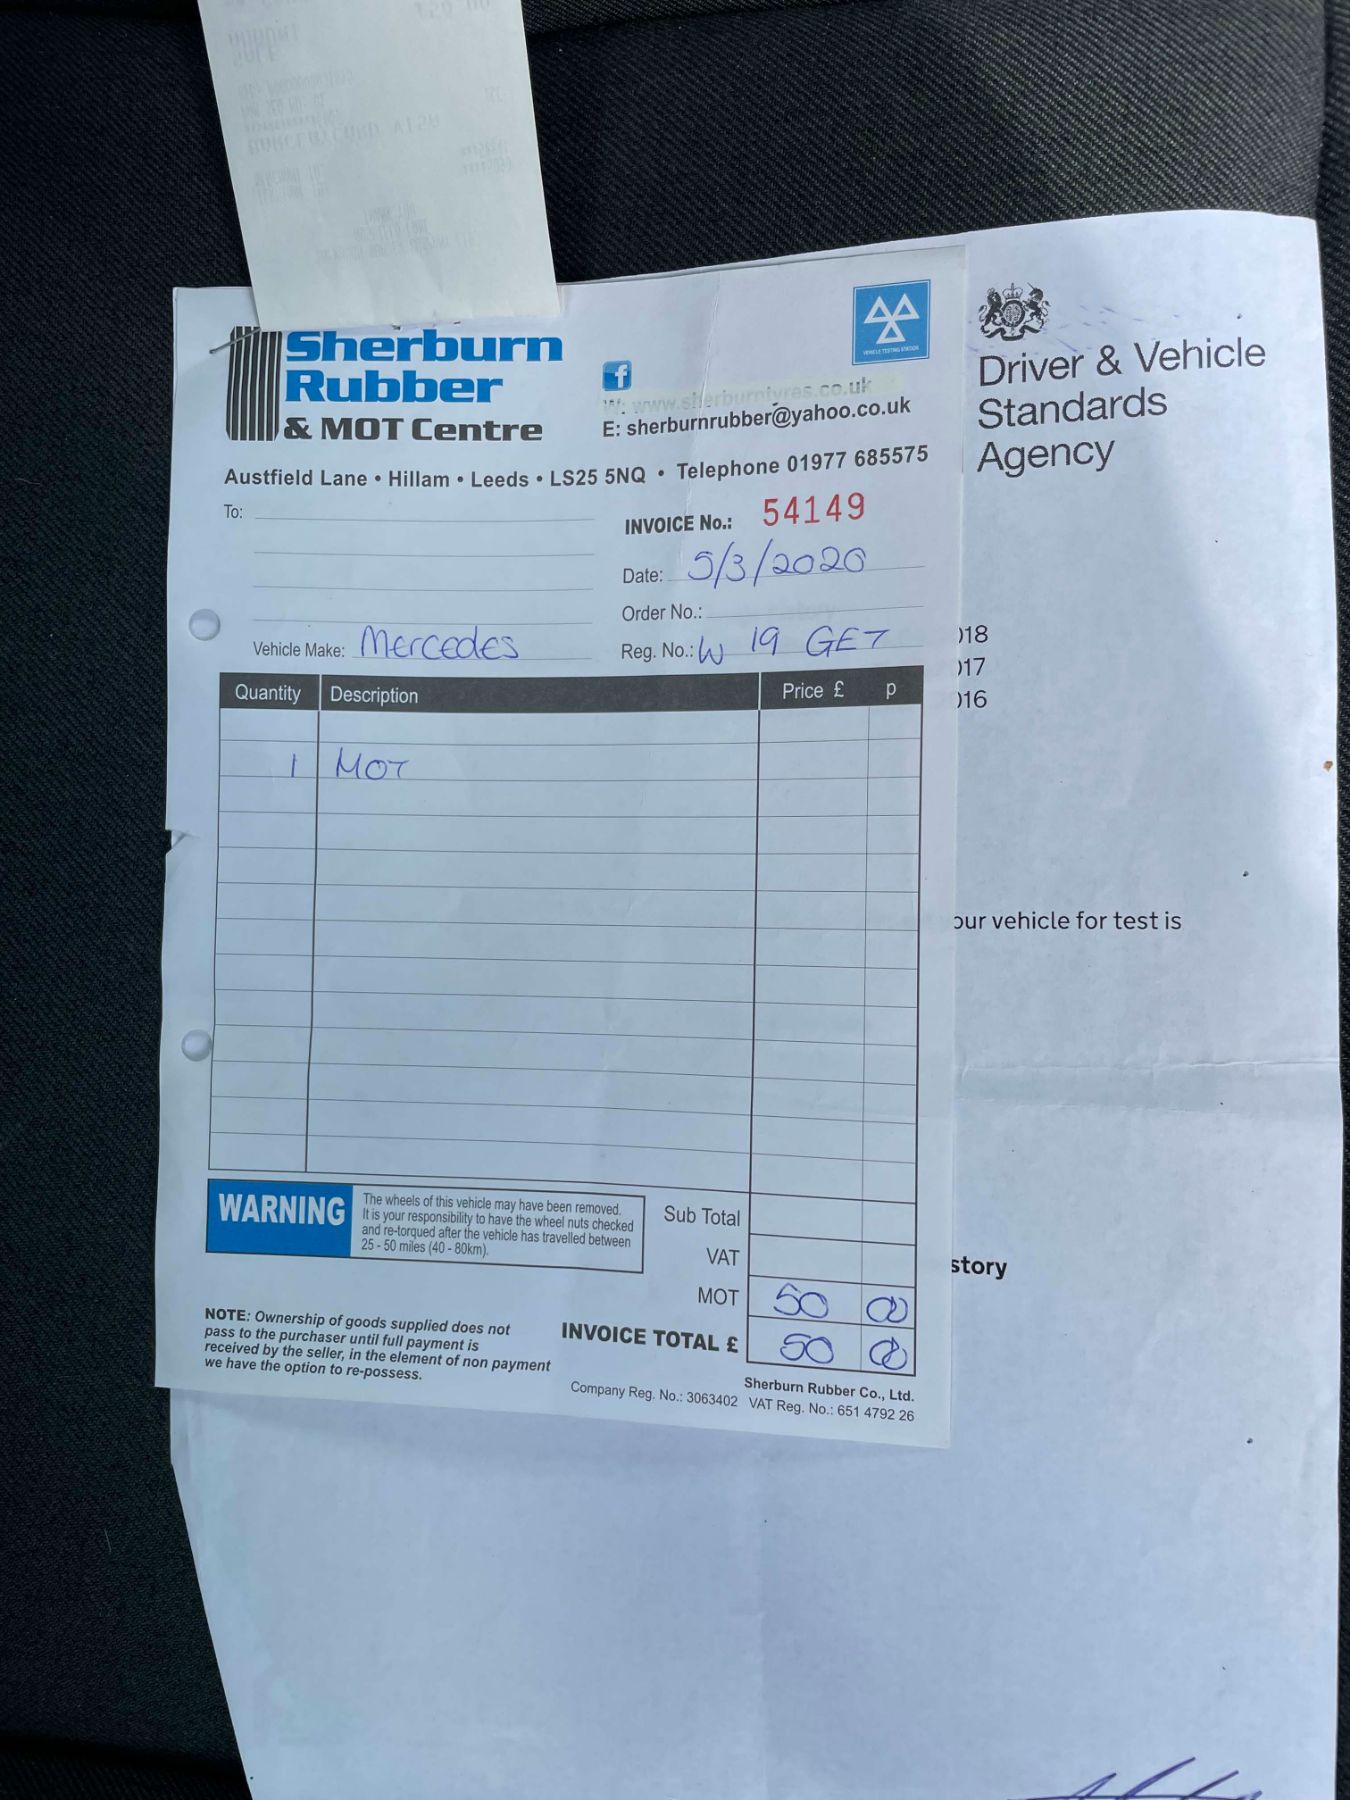 Sherburn
Rubber
& MOT Centre
VEHICLE TESTING STATION
W: www.sherburntyres.co.uk
E: sherburnrubber@yahoo.co.uk
Austfield Lane • Hillam • Leeds • LS25 5NQ • Telephone 01977 685575
To:
INVOICE No.: 54149
Date: 5/3/2020
Order No.:
Vehicle Make: Mercedes
Reg. No.: W 19 GET
Quantity Description Price £ p
1 MOT
WARNING
The wheels of this vehicle may have been removed.
It is your responsibility to have the wheel nuts checked
and re-torqued after the vehicle has travelled between
25 - 50 miles (40 - 80km).
Sub Total
VAT
MOT 50 00
INVOICE TOTAL £ 50 00
NOTE: Ownership of goods supplied does not
pass to the purchaser until full payment is
received by the seller, in the element of non payment
we have the option to re-possess.
Sherburn Rubber Co., Ltd.
Company Reg. No.: 3063402 VAT Reg. No.: 651 4792 26
Driver & Vehicle
Standards
Agency
018
017
016
our vehicle for test is
story